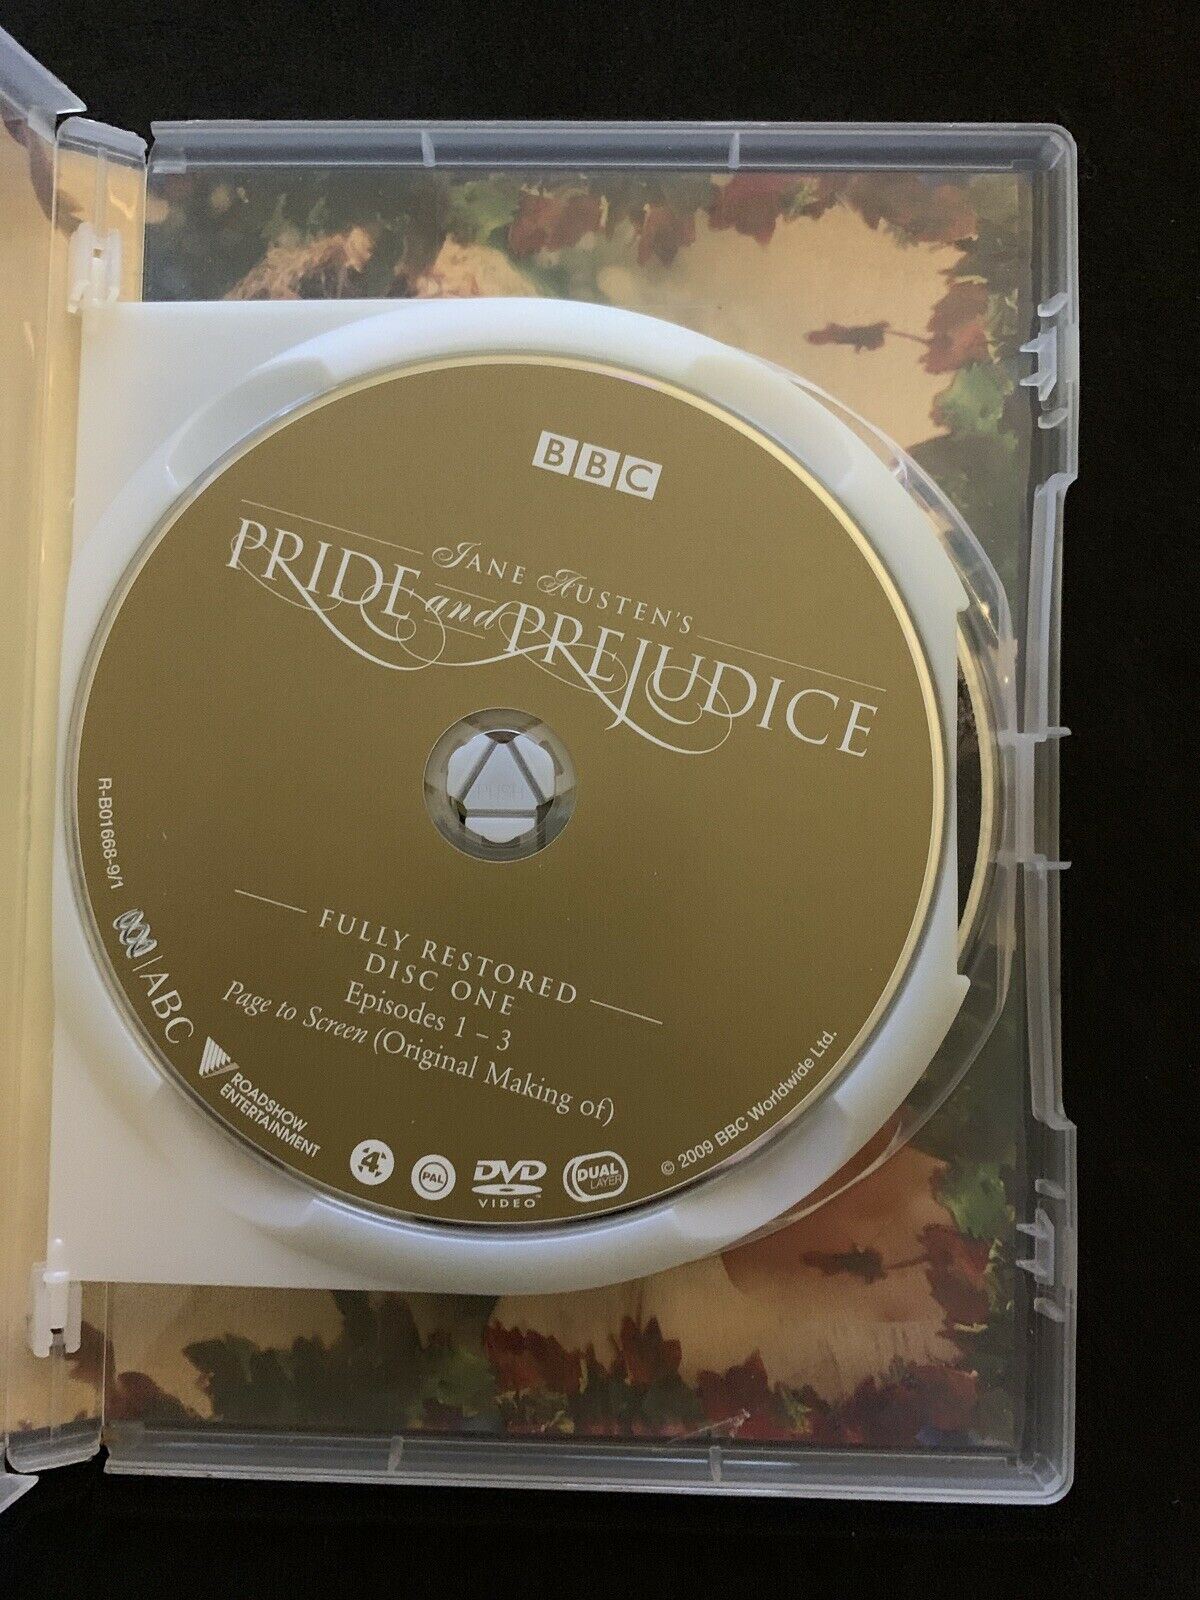 BBC
JANE AUSTEN'S
PRIDE and PREJUDICE
FULLY RESTORED
DISC ONE
Episodes 1 – 3
Page to Screen (Original Making of)
R-B01668-9/1
ABC
ROADSHOW
ENTERTAINMENT
4
PAL
DVD
VIDEO™
DUAL
LAYER
© 2009 BBC Worldwide Ltd.